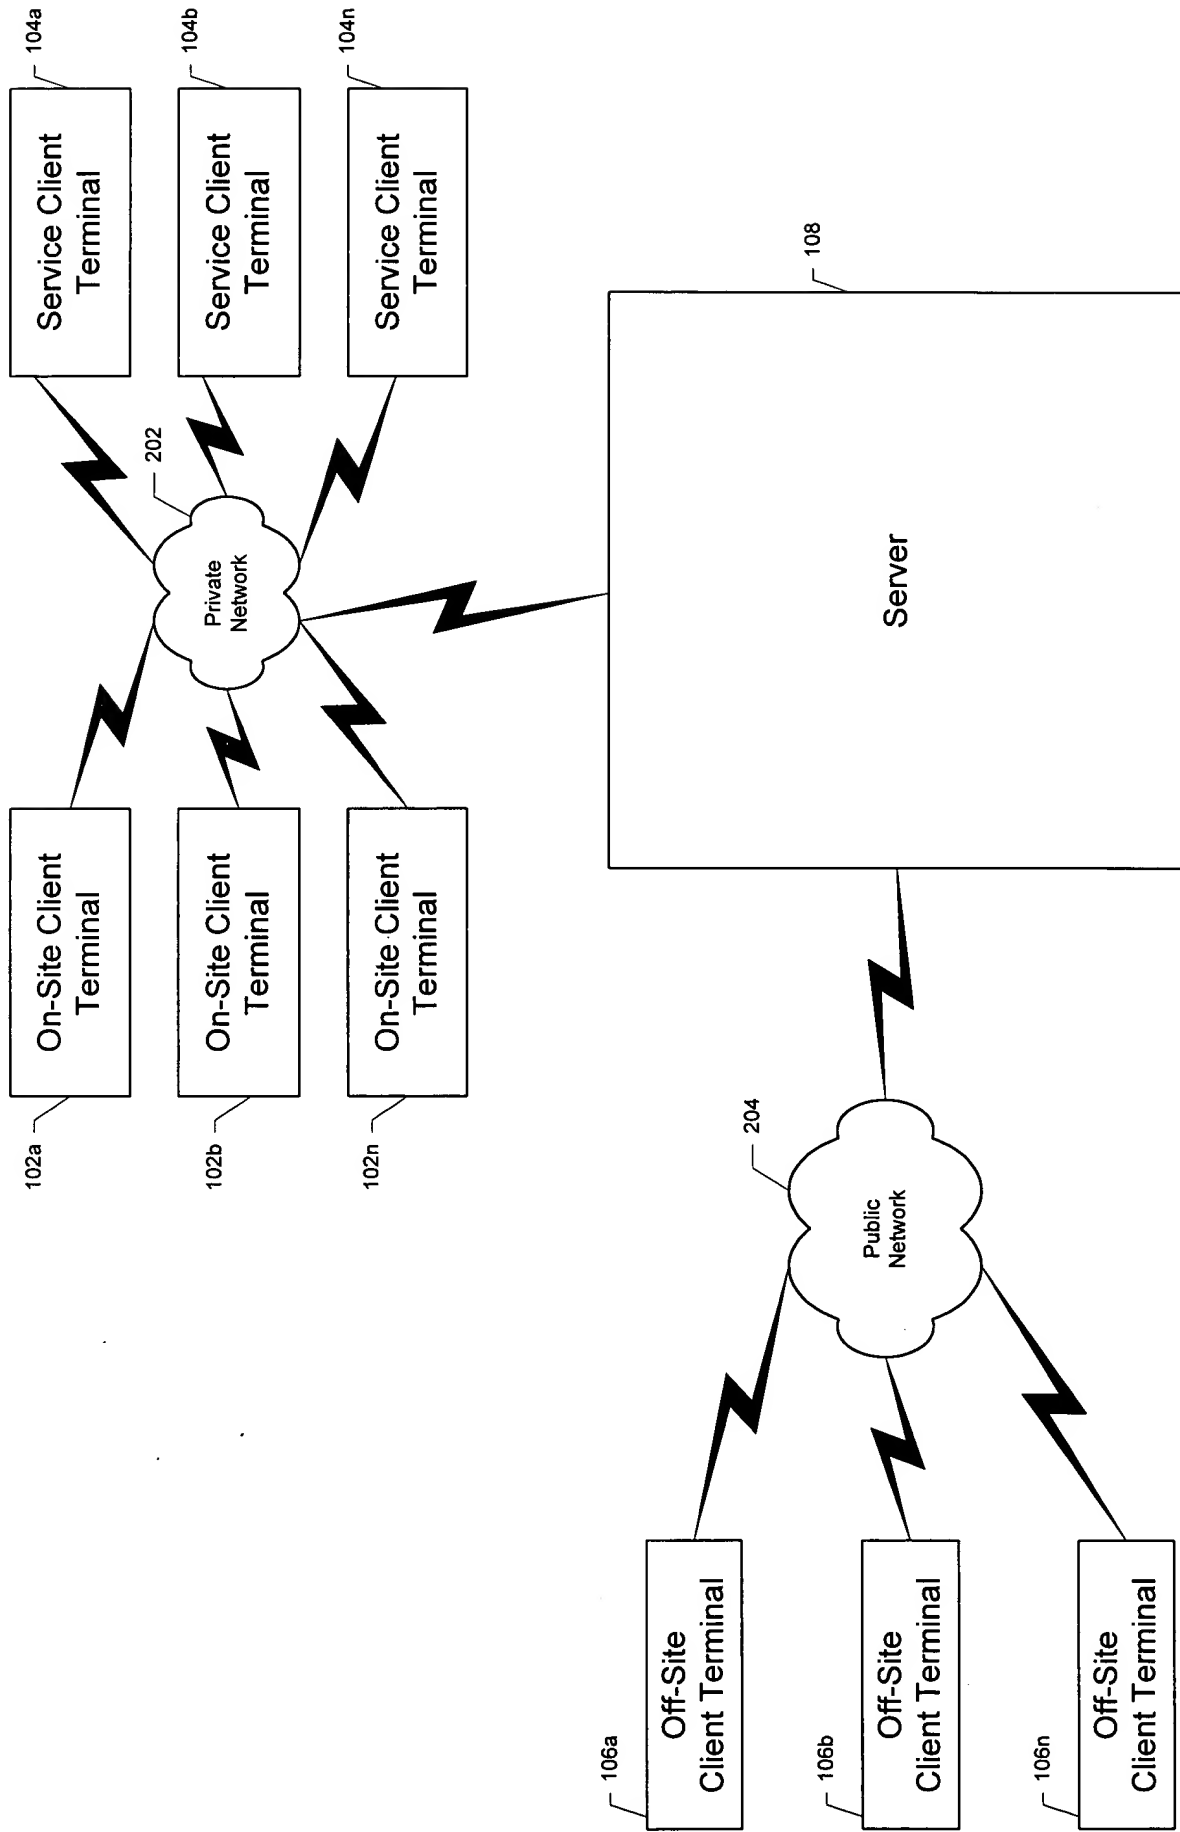 102a
On-Site Client
Terminal
102b
On-Site Client
Terminal
102n
On-Site Client
Terminal
Private
Network
202
Service Client
Terminal
104a
Service Client
Terminal
104b
Service Client
Terminal
104n
106a
Off-Site
Client Terminal
106b
Off-Site
Client Terminal
106n
Off-Site
Client Terminal
Public
Network
204
Server
108